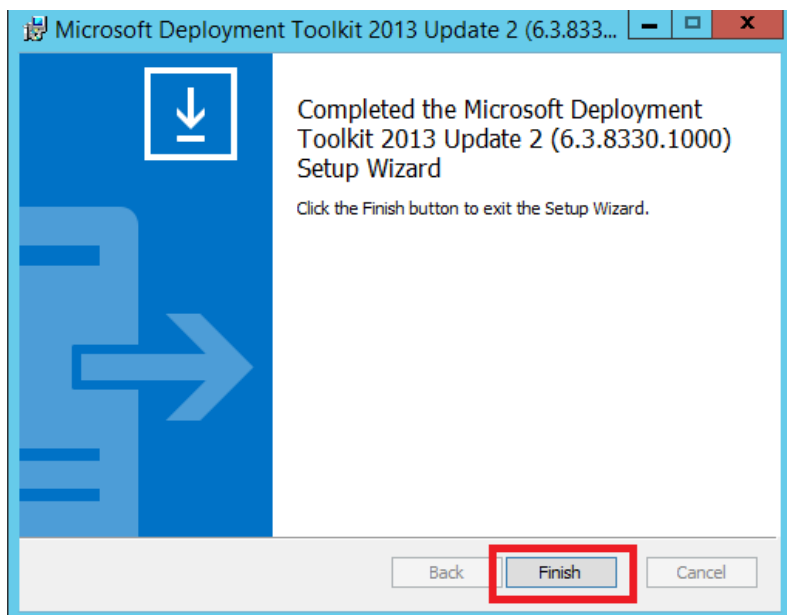 Microsoft Deployment Toolkit 2013 Update 2 (6.3.833...
Completed the Microsoft Deployment
Toolkit 2013 Update 2 (6.3.8330.1000)
Setup Wizard
Click the Finish button to exit the Setup Wizard.
Back
Finish
Cancel